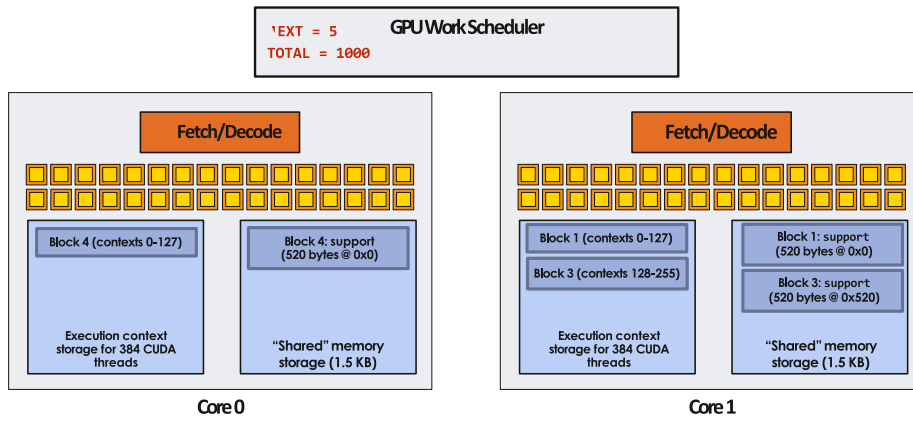 GPU Work Scheduler
EXT = 5
TOTAL = 1000
Fetch/Decode
Block 4 (contexts 0-127)
Execution context
storage for 384 CUDA
threads
Block 4: support
(520 bytes @ 0x0)
“Shared” memory
storage (1.5 KB)
Core 0
Fetch/Decode
Block 1 (contexts 0-127)
Block 3 (contexts 128-255)
Execution context
storage for 384 CUDA
threads
Block 1: support
(520 bytes @ 0x0)
Block 3: support
(520 bytes @ 0x520)
“Shared” memory
storage (1.5 KB)
Core 1